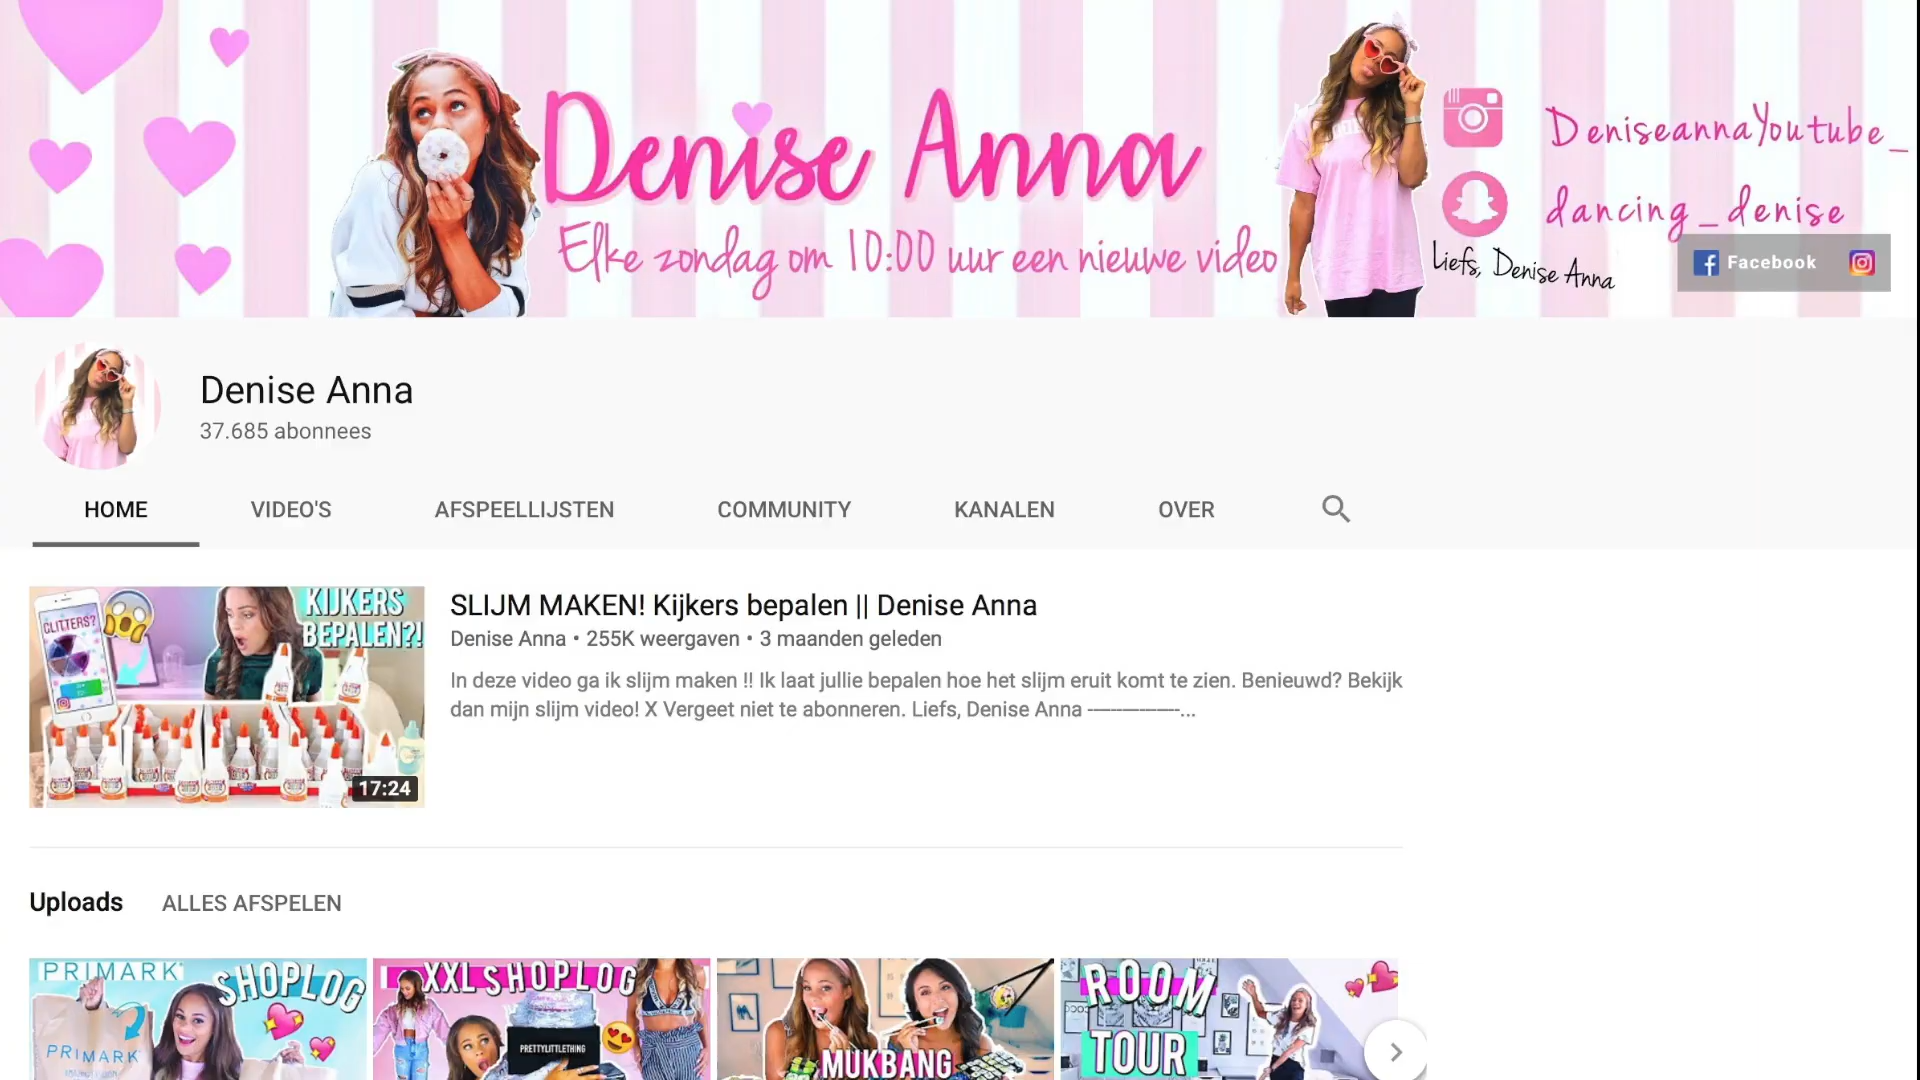 Denise Anna
Elke zondag om 10:00 uur een nieuwe video
DeniseannaYoutube_
dancing_denise
Liefs, Denise Anna
Facebook
Denise Anna
37.685 abonnees
HOME
VIDEO'S
AFSPEELLIJSTEN
COMMUNITY
KANALEN
OVER
GLITTERS?
KIJKERS
BEPALEN?!
17:24
SLIJM MAKEN! Kijkers bepalen || Denise Anna
Denise Anna • 255K weergaven • 3 maanden geleden
In deze video ga ik slijm maken !! Ik laat jullie bepalen hoe het slijm eruit komt te zien. Benieuwd? Bekijk
dan mijn slijm video! X Vergeet niet te abonneren. Liefs, Denise Anna -----------------...
Uploads
ALLES AFSPELEN
PRIMARK
SHOPLOG
PRIMARK
XXL SHOPLOG
PRETTYLITTLETHING
MUKBANG
ROOM
TOUR